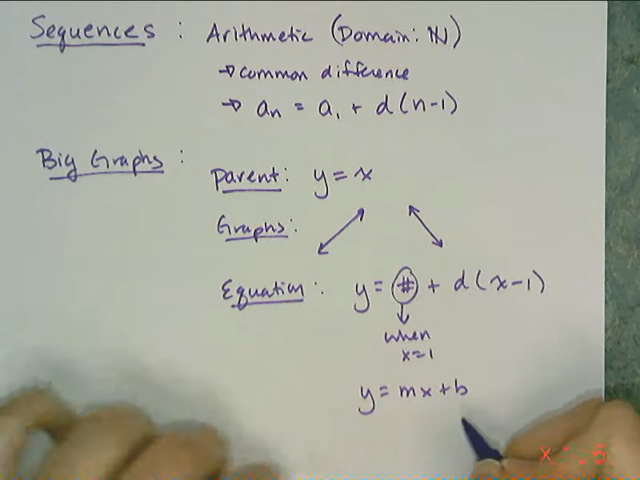 Sequences : Arithmetic (Domain: ℕ)
→ common difference
→ aₙ = a₁ + d(n-1)
Big Graphs :
Parent: y = x
Graphs:
Equation: y = # + d(x-1)
when
x=1
y = mx+b